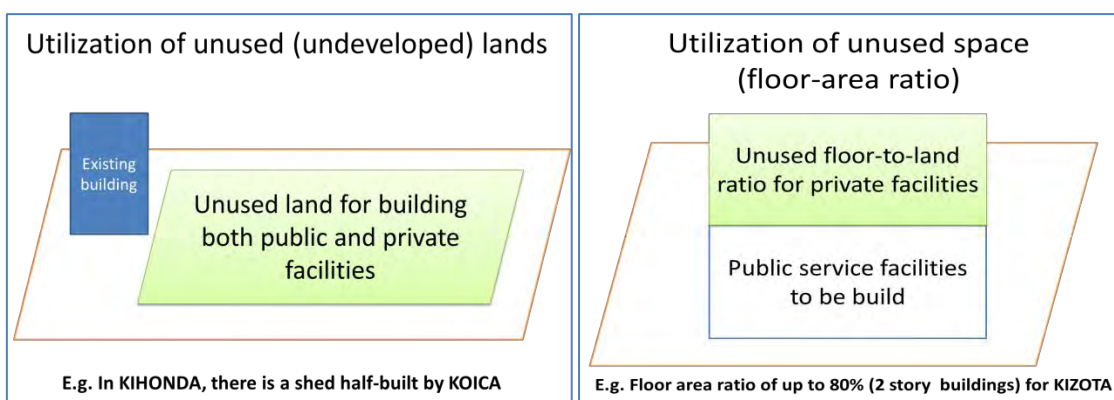 Utilization of unused (undeveloped) lands
Existing
building
Unused land for building
both public and private
facilities
E.g. In KIHONDA, there is a shed half-built by KOICA
Utilization of unused space
(floor-area ratio)
Unused floor-to-land
ratio for private facilities
Public service facilities
to be build
E.g. Floor area ratio of up to 80% (2 story buildings) for KIZOTA